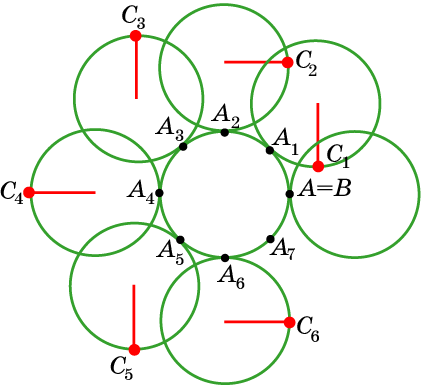 C₃
C₂
A₂
A₃
A₁
C₁
C₄
A₄
A=B
A₅
A₇
A₆
C₆
C₅